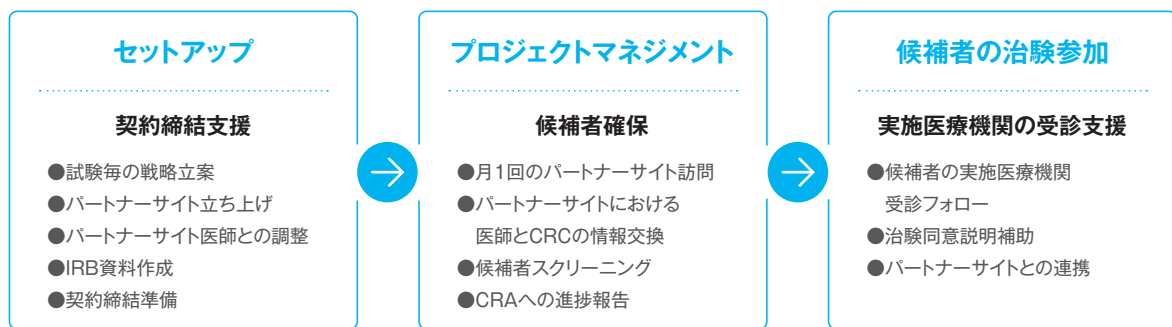 セットアップ
契約締結支援
●試験毎の戦略立案
●パートナーサイト立ち上げ
●パートナーサイト医師との調整
●IRB資料作成
●契約締結準備
プロジェクトマネジメント
候補者確保
●月1回のパートナーサイト訪問
●パートナーサイトにおける
医師とCRCの情報交換
●候補者スクリーニング
●CRAへの進捗報告
候補者の治験参加
実施医療機関の受診支援
●候補者の実施医療機関
受診フォロー
●治験同意説明補助
●パートナーサイトとの連携